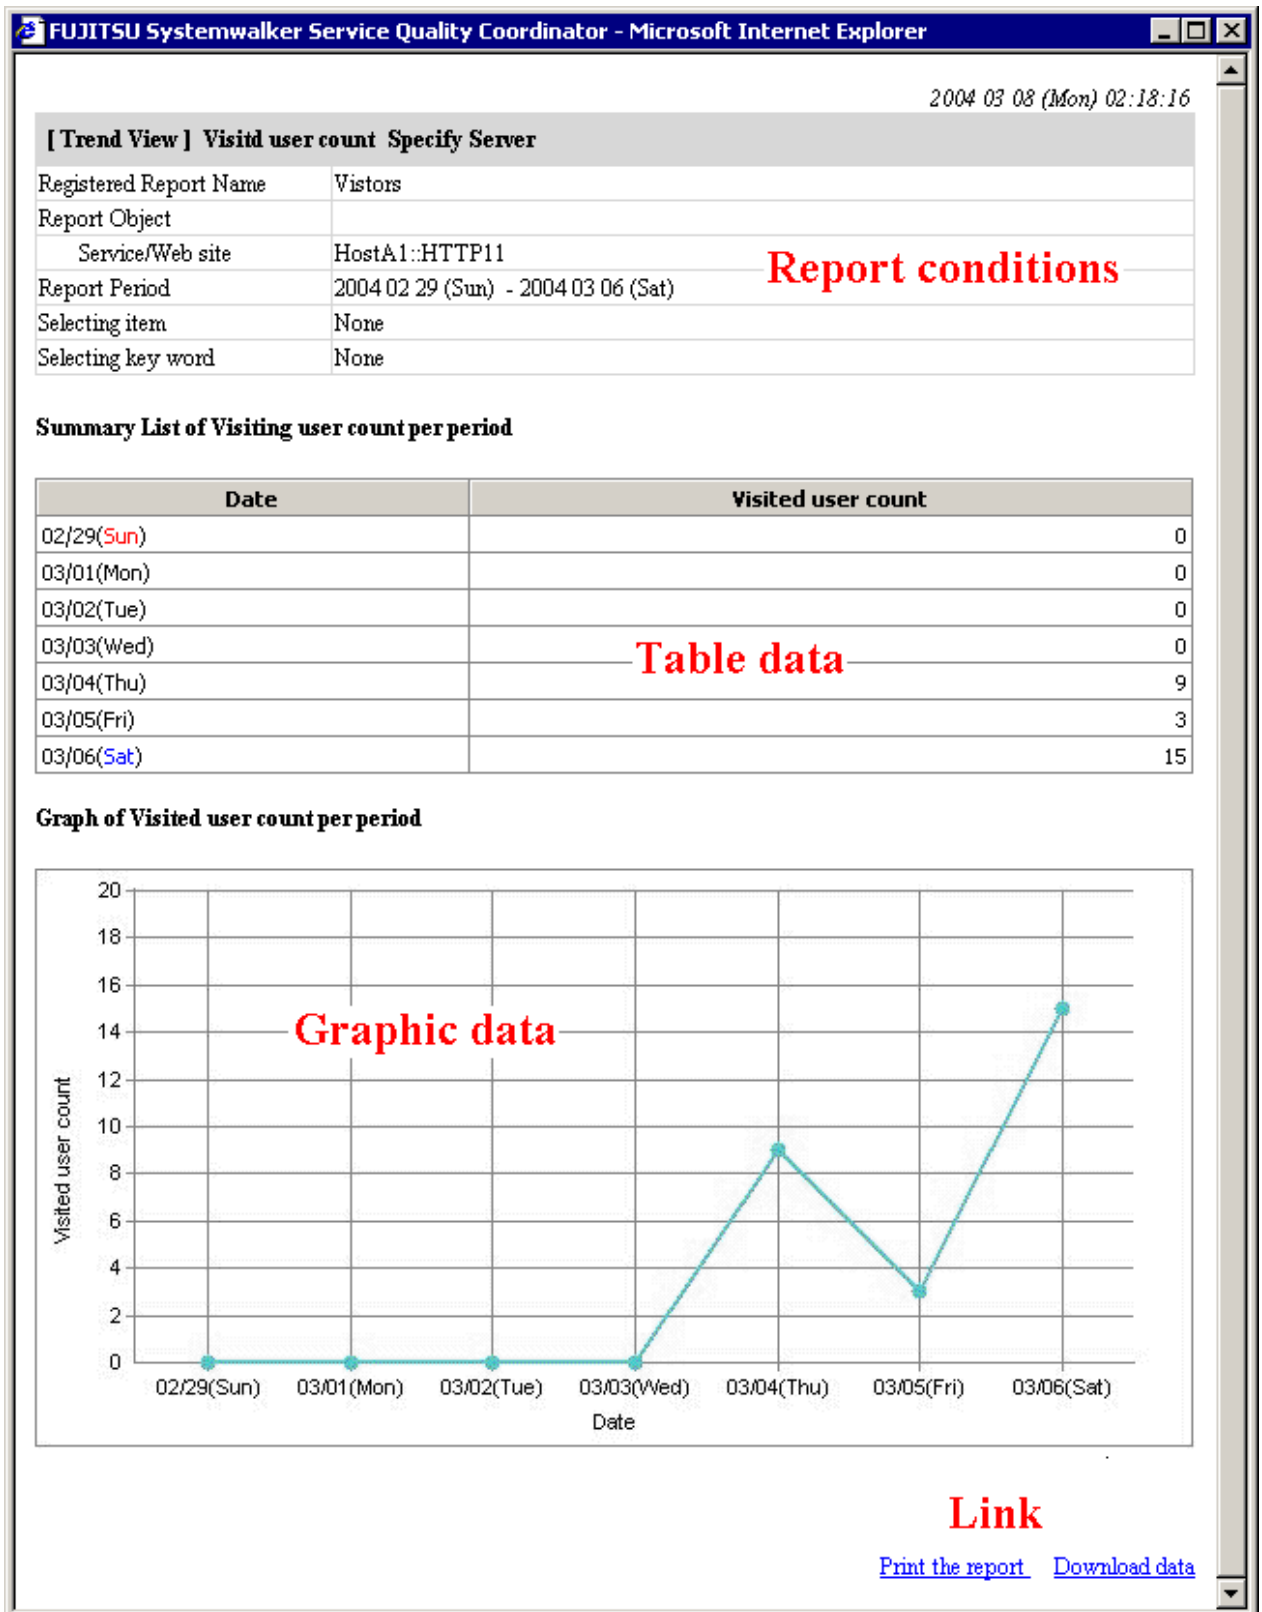 FUJITSU Systemwalker Service Quality Coordinator - Microsoft Internet Explorer
2004 03 08 (Mon) 02:18:16
[ Trend View ] Visitd user count Specify Server
Registered Report Name Vistors
Report Object
Service/Web site HostA1::HTTP11
Report conditions
Report Period 2004 02 29 (Sun) - 2004 03 06 (Sat)
Selecting item None
Selecting key word None
Summary List of Visiting user count per period
Date Visited user count
02/29(Sun) 0
03/01(Mon) 0
03/02(Tue) 0
03/03(Wed) 0
Table data
03/04(Thu) 9
03/05(Fri) 3
03/06(Sat) 15
Graph of Visited user count per period
20
18
16
14
12
10
8
6
4
2
0
Graphic data
Visited user count
02/29(Sun) 03/01(Mon) 03/02(Tue) 03/03(Wed) 03/04(Thu) 03/05(Fri) 03/06(Sat)
Date
Link
Print the report Download data